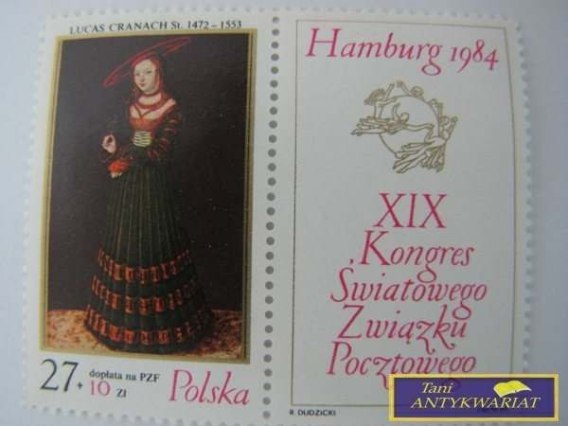 LUCAS CRANACH St. 1472-1553
27 + 10 ZŁ
dopłata na PZF
Polska
Hamburg 1984
XIX
Kongres
Światowego
Związku
Pocztowego
R. DUDZICKI
Tani
ANTYKWARIAT